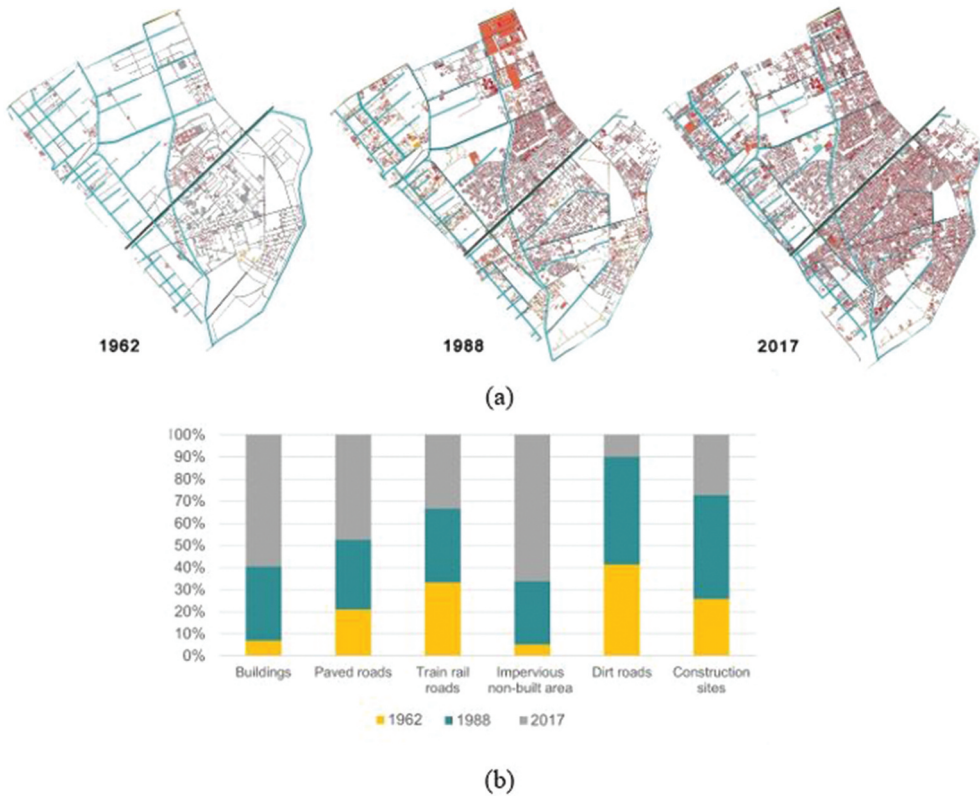 1962
1988
2017
(a)
100%
90%
80%
70%
60%
50%
40%
30%
20%
10%
0%
Buildings
Paved roads
Train rail
roads
Impervious
non-built area
Dirt roads
Construction
sites
1962
1988
2017
(b)